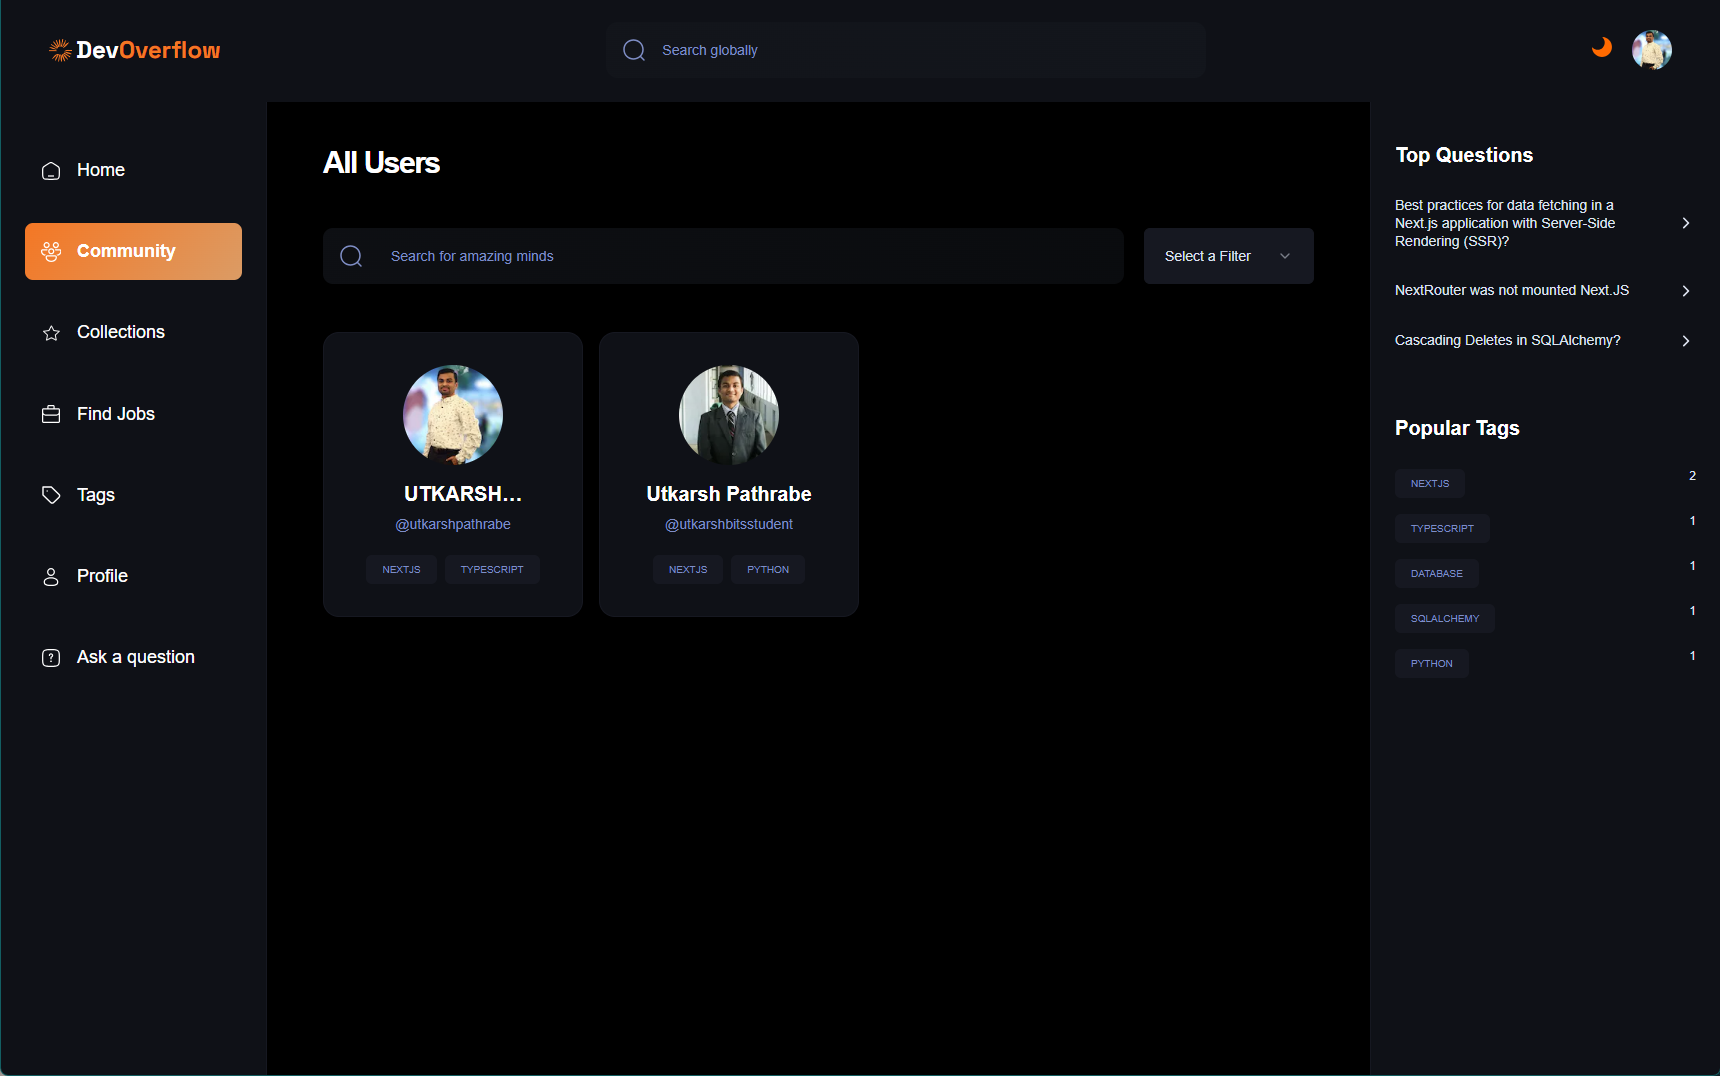 DevOverflow
Search globally
Home
Community
Collections
Find Jobs
Tags
Profile
Ask a question
All Users
Search for amazing minds
Select a Filter
UTKARSH...
@utkarshpathrabe
NEXTJS
TYPESCRIPT
Utkarsh Pathrabe
@utkarshbitsstudent
NEXTJS
PYTHON
Top Questions
Best practices for data fetching in a
Next.js application with Server-Side
Rendering (SSR)?
NextRouter was not mounted Next.JS
Cascading Deletes in SQLAlchemy?
Popular Tags
NEXTJS 2
TYPESCRIPT 1
DATABASE 1
SQLALCHEMY 1
PYTHON 1